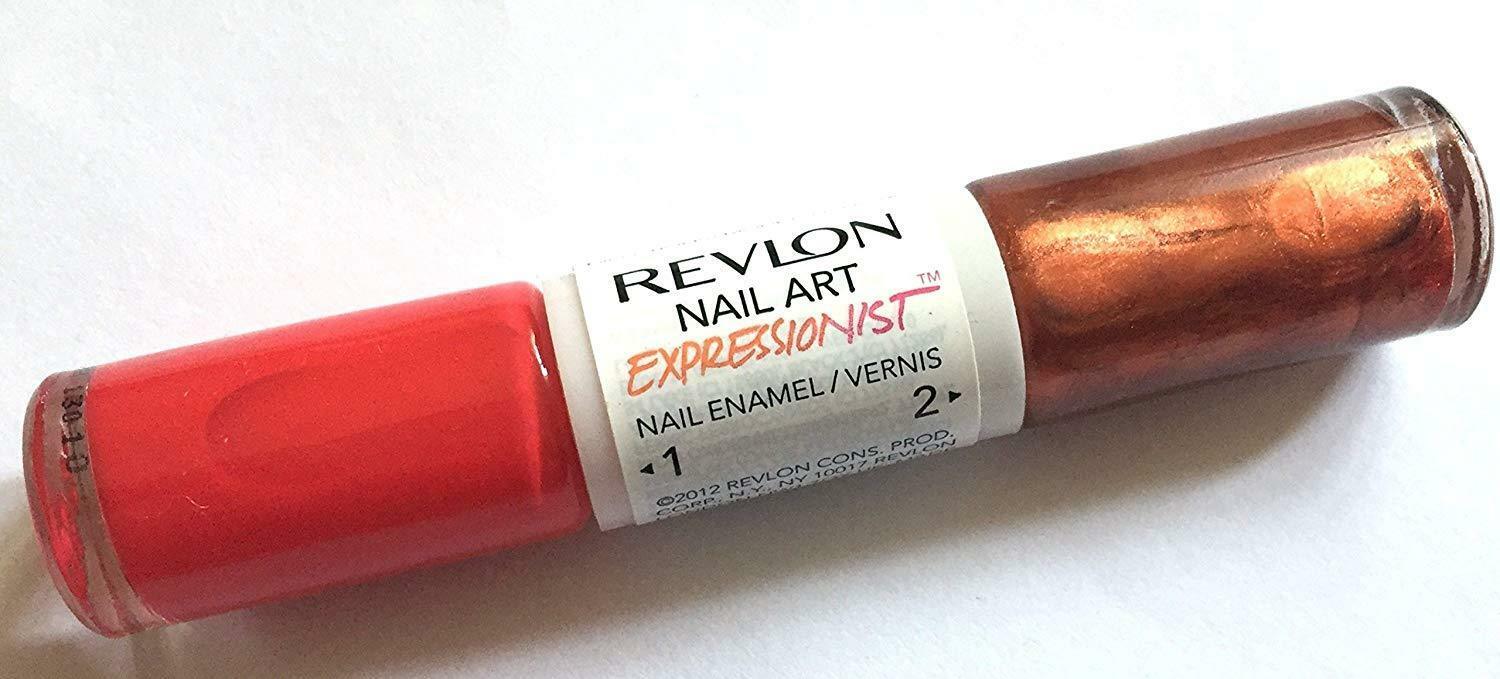 REVLON
NAIL ART
EXPRESSIONIST™
NAIL ENAMEL / VERNIS
2▸
◂1
©2012 REVLON CONS. PROD.
CORP. N.Y., NY 10017 REVLON